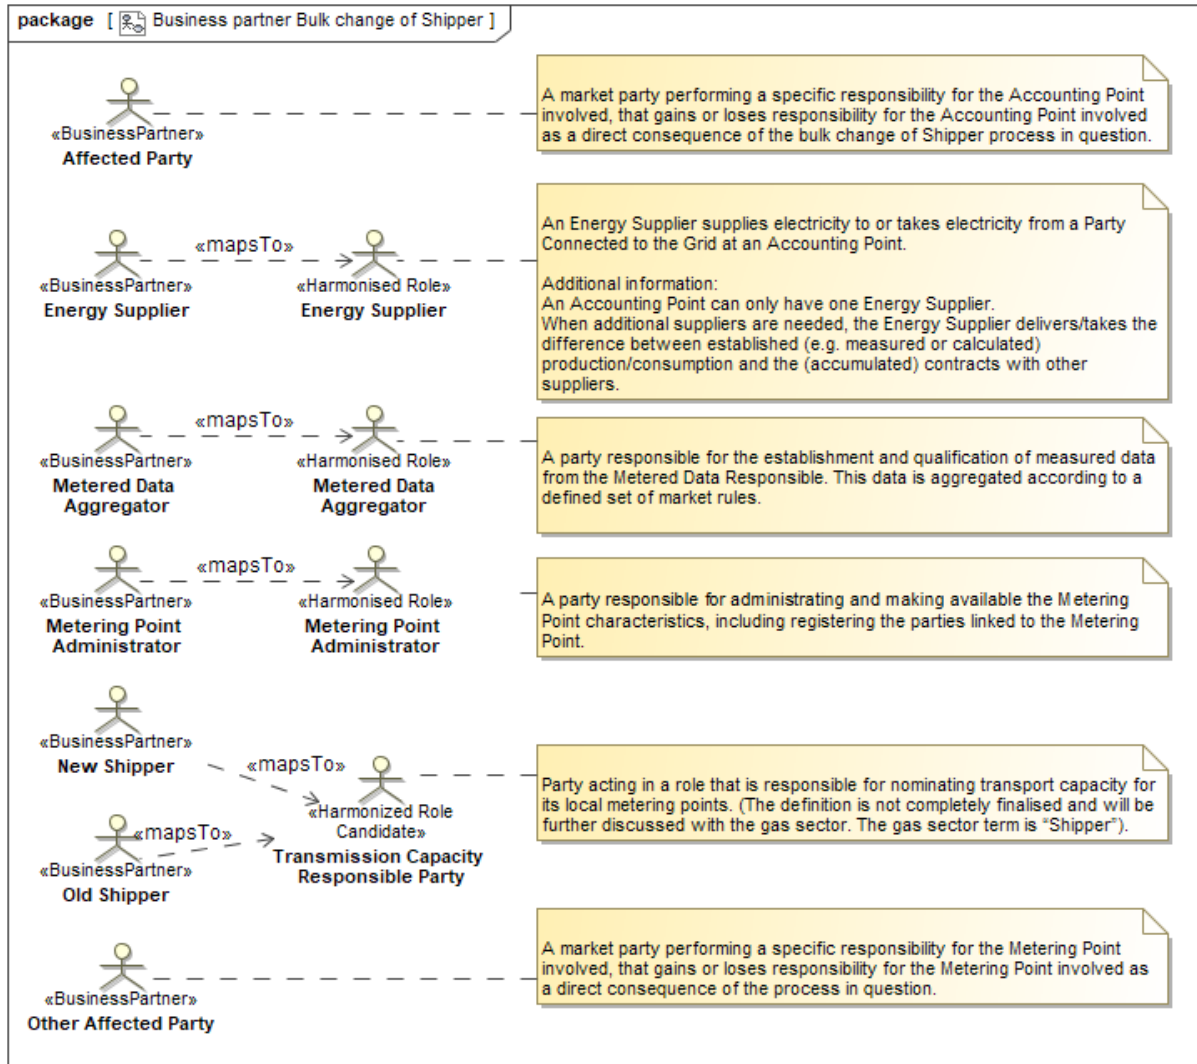 package [ Business partner Bulk change of Shipper ]
«BusinessPartner»
Affected Party
A market party performing a specific responsibility for the Accounting Point
involved, that gains or loses responsibility for the Accounting Point involved
as a direct consequence of the bulk change of Shipper process in question.
«mapsTo»
«BusinessPartner»
Energy Supplier
«Harmonised Role»
Energy Supplier
An Energy Supplier supplies electricity to or takes electricity from a Party
Connected to the Grid at an Accounting Point.
Additional information:
An Accounting Point can only have one Energy Supplier.
When additional suppliers are needed, the Energy Supplier delivers/takes the
difference between established (e.g. measured or calculated)
production/consumption and the (accumulated) contracts with other
suppliers.
«mapsTo»
«BusinessPartner»
Metered Data
Aggregator
«Harmonised Role»
Metered Data
Aggregator
A party responsible for the establishment and qualification of measured data
from the Metered Data Responsible. This data is aggregated according to a
defined set of market rules.
«mapsTo»
«BusinessPartner»
Metering Point
Administrator
«Harmonised Role»
Metering Point
Administrator
A party responsible for administrating and making available the Metering
Point characteristics, including registering the parties linked to the Metering
Point.
«BusinessPartner»
New Shipper
«mapsTo»
«mapsTo»
«BusinessPartner»
Old Shipper
«Harmonized Role
Candidate»
Transmission Capacity
Responsible Party
Party acting in a role that is responsible for nominating transport capacity for
its local metering points. (The definition is not completely finalised and will be
further discussed with the gas sector. The gas sector term is “Shipper”).
«BusinessPartner»
Other Affected Party
A market party performing a specific responsibility for the Metering Point
involved, that gains or loses responsibility for the Metering Point involved as
a direct consequence of the process in question.